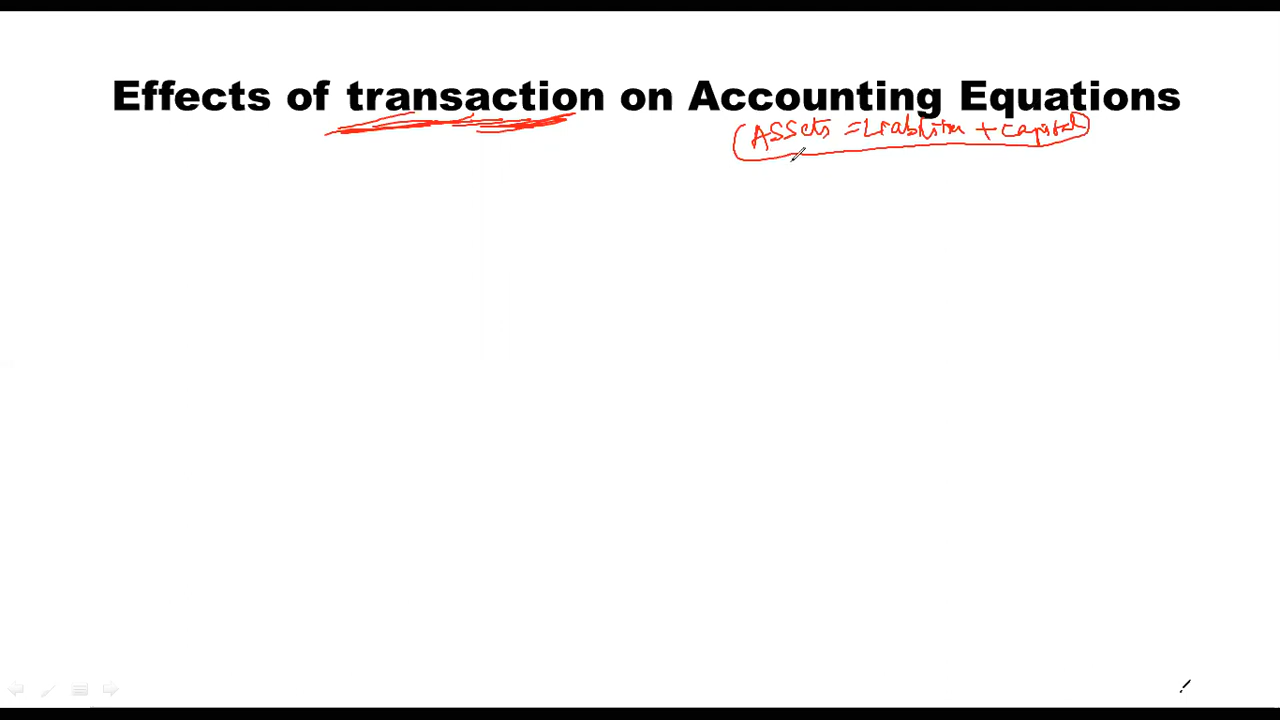 Effects of transaction on Accounting Equations
Assets = Liabilities + Capital